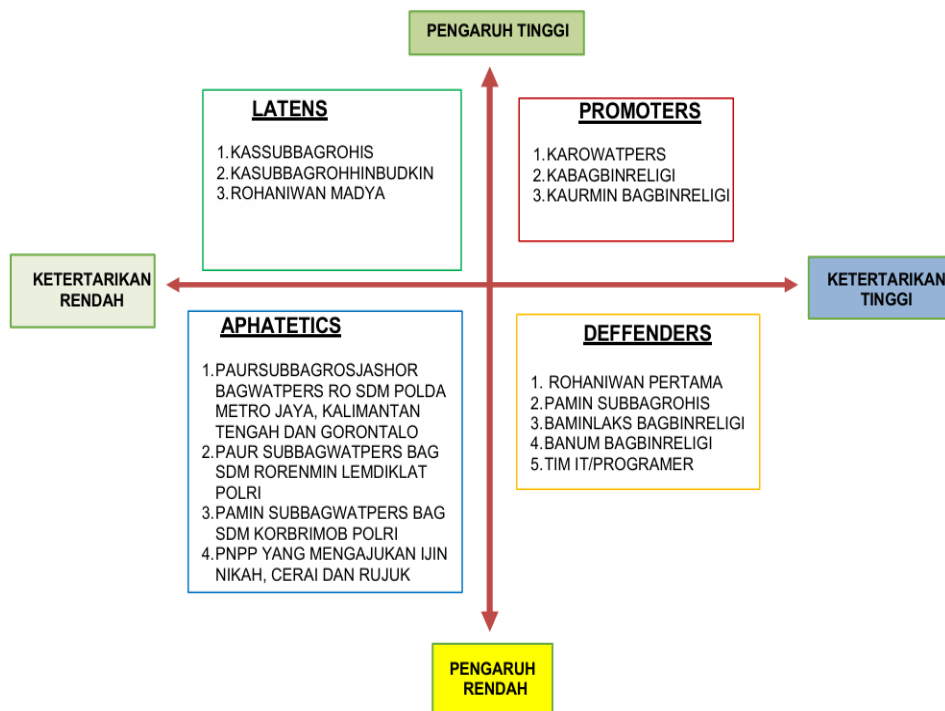 PENGARUH TINGGI
LATENS
1.KASSUBBAGROHIS
2.KASUBBAGROHHINBUDKIN
3.ROHANIWAN MADYA
PROMOTERS
1.KAROWATPERS
2.KABAGBINRELIGI
3.KAURMIN BAGBINRELIGI
KETERTARIKAN
RENDAH
KETERTARIKAN
TINGGI
APHATETICS
1.PAURSUBBAGROSJASHOR
BAGWATPERS RO SDM POLDA
METRO JAYA, KALIMANTAN
TENGAH DAN GORONTALO
2.PAUR SUBBAGWATPERS BAG
SDM RORENMIN LEMDIKLAT
POLRI
3.PAMIN SUBBAGWATPERS BAG
SDM KORBRIMOB POLRI
4.PNPP YANG MENGAJUKAN IJIN
NIKAH, CERAI DAN RUJUK
DEFFENDERS
1. ROHANIWAN PERTAMA
2.PAMIN SUBBAGROHIS
3.BAMINLAKS BAGBINRELIGI
4.BANUM BAGBINRELIGI
5.TIM IT/PROGRAMER
PENGARUH
RENDAH